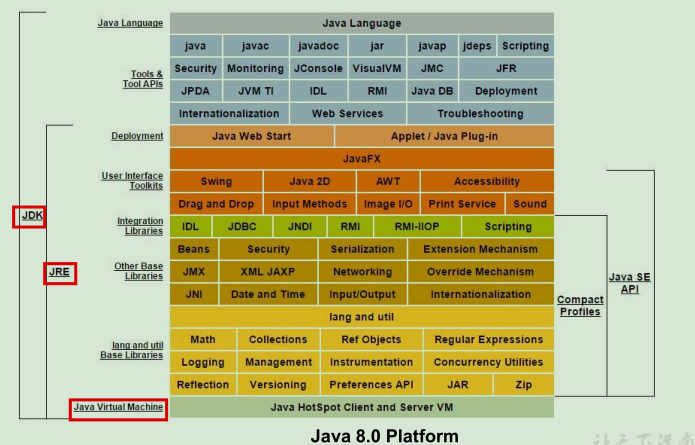 Java Language Java Language
java javac javadoc jar javap jdeps Scripting
Tools & Tool APIs Security Monitoring JConsole VisualVM JMC JFR
JPDA JVM TI IDL RMI Java DB Deployment
Internationalization Web Services Troubleshooting
Deployment Java Web Start Applet / Java Plug-in
JavaFX
User Interface Toolkits Swing Java 2D AWT Accessibility
Drag and Drop Input Methods Image I/O Print Service Sound
JDK
Integration Libraries IDL JDBC JNDI RMI RMI-IIOP Scripting
Beans Security Serialization Extension Mechanism
JRE Other Base Libraries JMX XML JAXP Networking Override Mechanism
Java SE API
JNI Date and Time Input/Output Internationalization
Compact Profiles
lang and util
lang and util Base Libraries Math Collections Ref Objects Regular Expressions
Logging Management Instrumentation Concurrency Utilities
Reflection Versioning Preferences API JAR Zip
Java Virtual Machine Java HotSpot Client and Server VM
Java 8.0 Platform